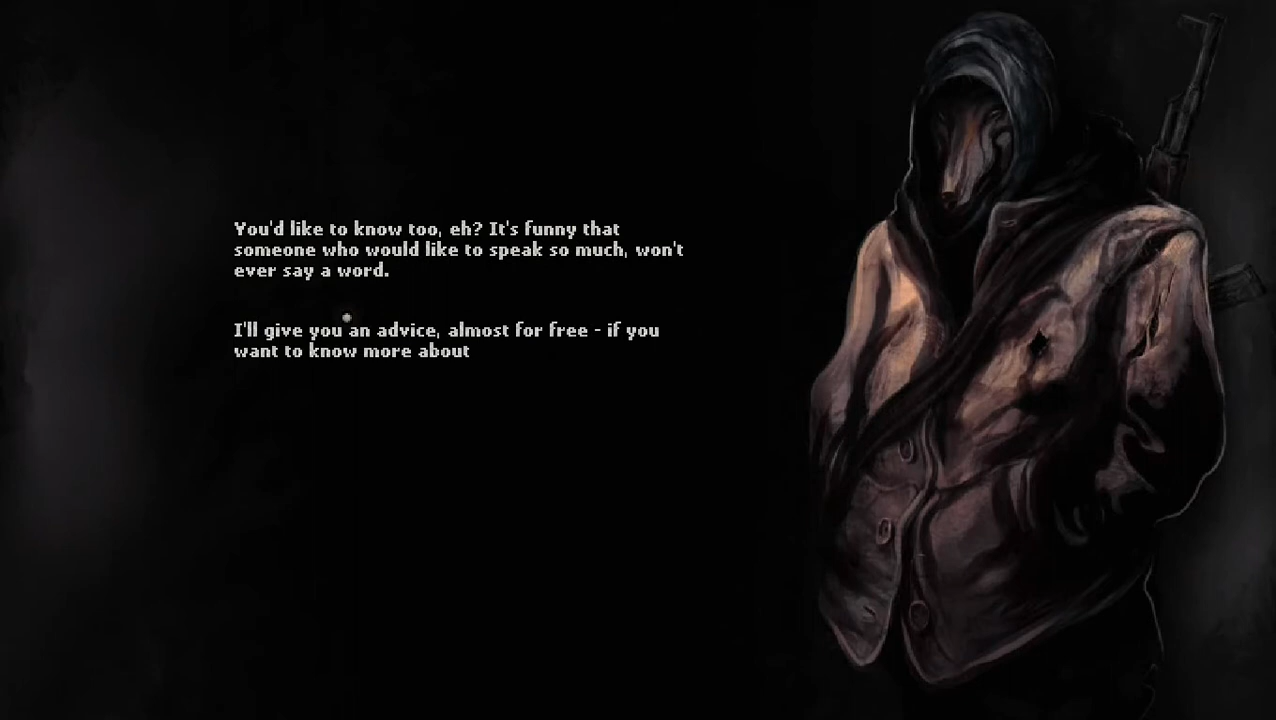 You'd like to know too, eh? It's funny that
someone who would like to speak so much, won't
ever say a word.
I'll give you an advice, almost for free - if you
want to know more about